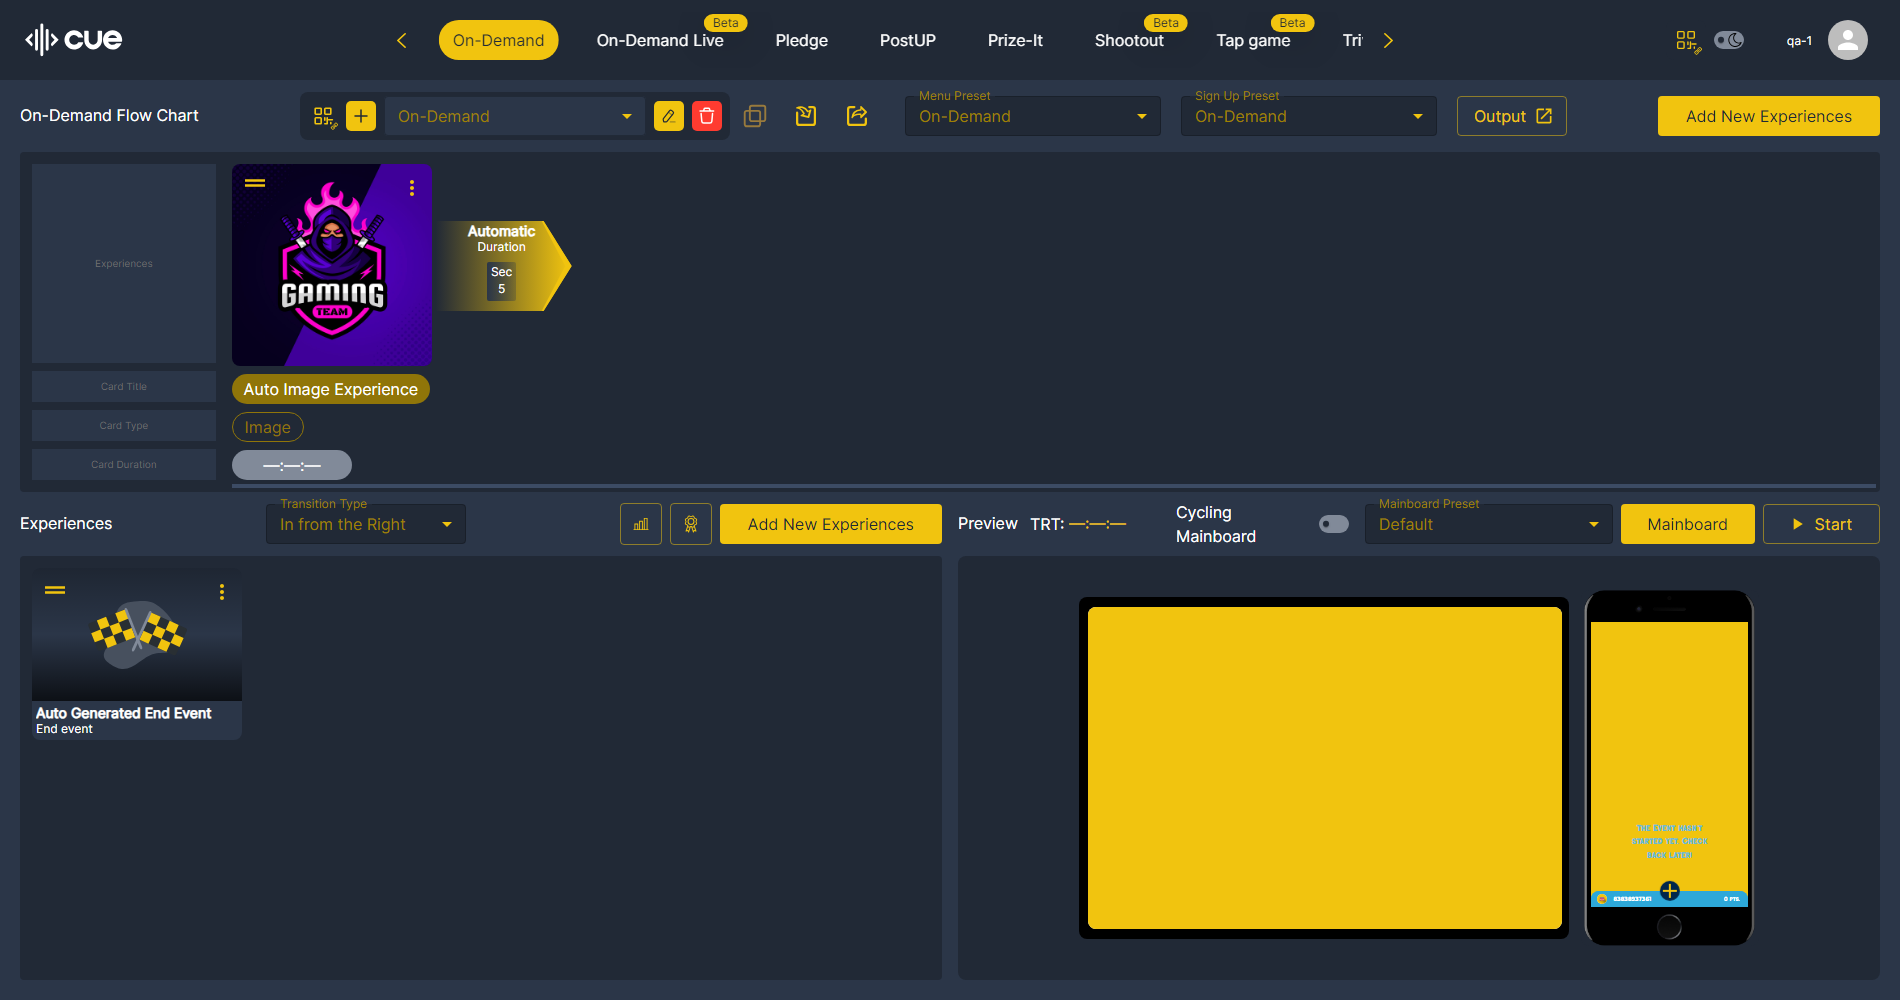 cue
On-Demand
On-Demand Live
Beta
Pledge
PostUP
Prize-It
Shootout
Beta
Tap game
Beta
Tri
qa-1
On-Demand Flow Chart
On-Demand
Menu Preset
On-Demand
Sign Up Preset
On-Demand
Output
Add New Experiences
Experiences
GAMING
TEAM
Automatic
Duration
Sec
5
Card Title
Auto Image Experience
Card Type
Image
Card Duration
—:—:—
Experiences
Transition Type
In from the Right
Add New Experiences
Preview
TRT: —:—:—
Cycling
Mainboard
Mainboard Preset
Default
Mainboard
Start
Auto Generated End Event
End event
THE EVENT HASN'T
STARTED YET. CHECK
BACK LATER!
0 PTS.